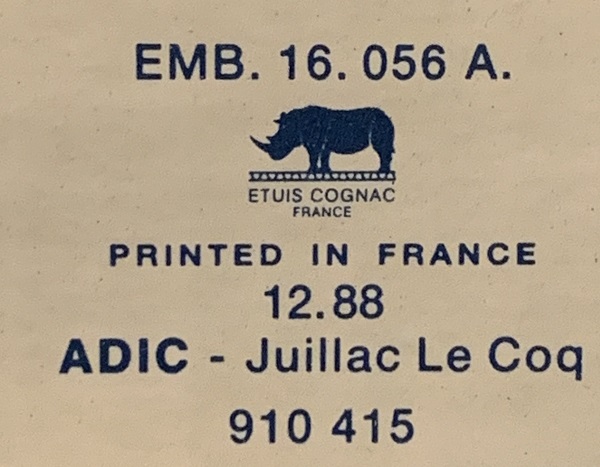 EMB. 16. 056 A.
ETUIS COGNAC
FRANCE
PRINTED IN FRANCE
12.88
ADIC - Juillac Le Coq
910 415